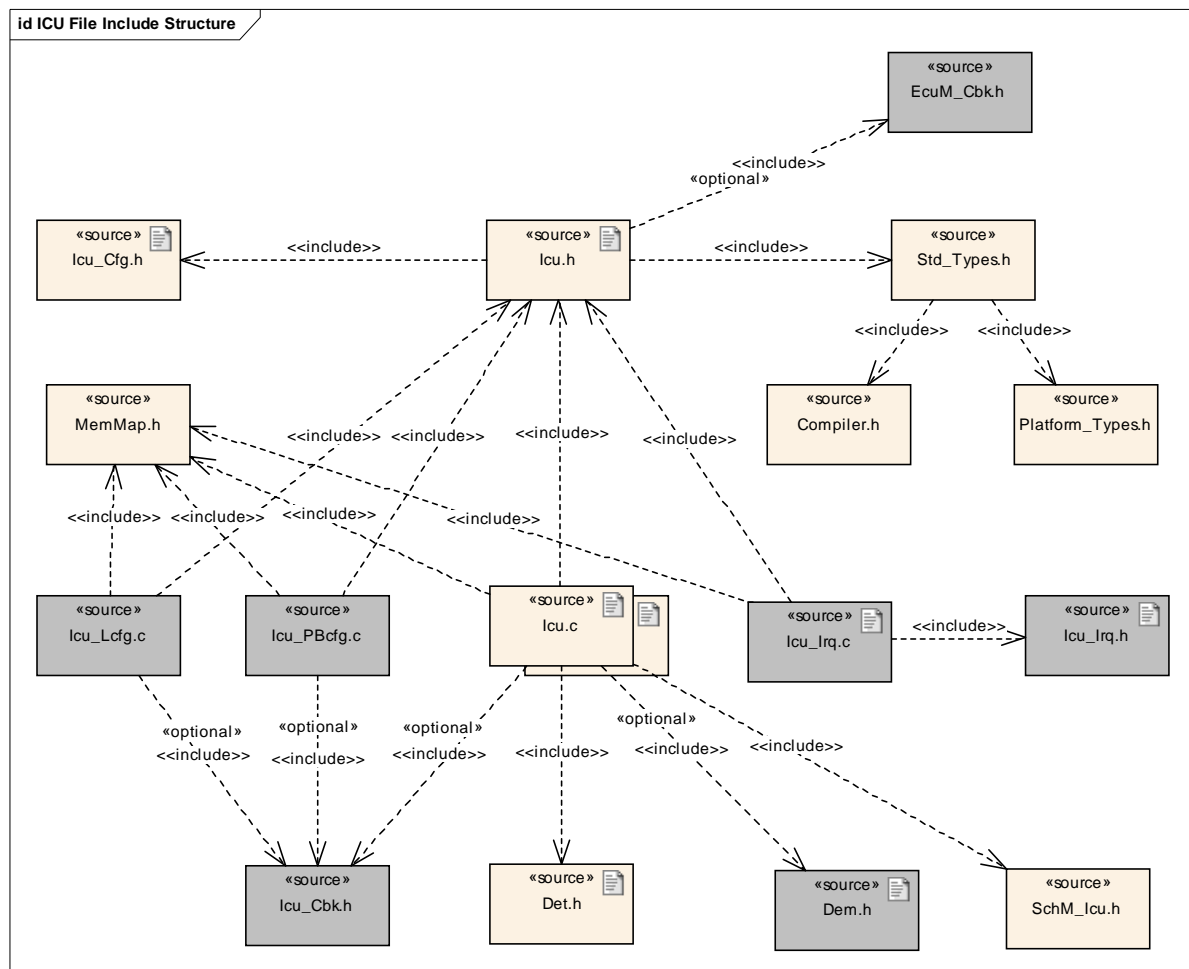 id ICU File Include Structure
«source»
EcuM_Cbk.h
<<include>>
«optional»
«source»
Icu_Cfg.h
<<include>>
«source»
Icu.h
<<include>>
«source»
Std_Types.h
<<include>>
<<include>>
«source»
MemMap.h
«source»
Compiler.h
«source»
Platform_Types.h
<<include>>
<<include>>
<<include>>
<<include>>
<<include>>
<<include>>
<<include>>
<<include>>
«source»
Icu_Lcfg.c
«source»
Icu_PBcfg.c
«source»
Icu.c
«source»
Icu_Irq.c
<<include>>
«source»
Icu_Irq.h
«optional»
<<include>>
«optional»
<<include>>
«optional»
<<include>>
<<include>>
«optional»
<<include>>
<<include>>
«source»
Icu_Cbk.h
«source»
Det.h
«source»
Dem.h
«source»
SchM_Icu.h